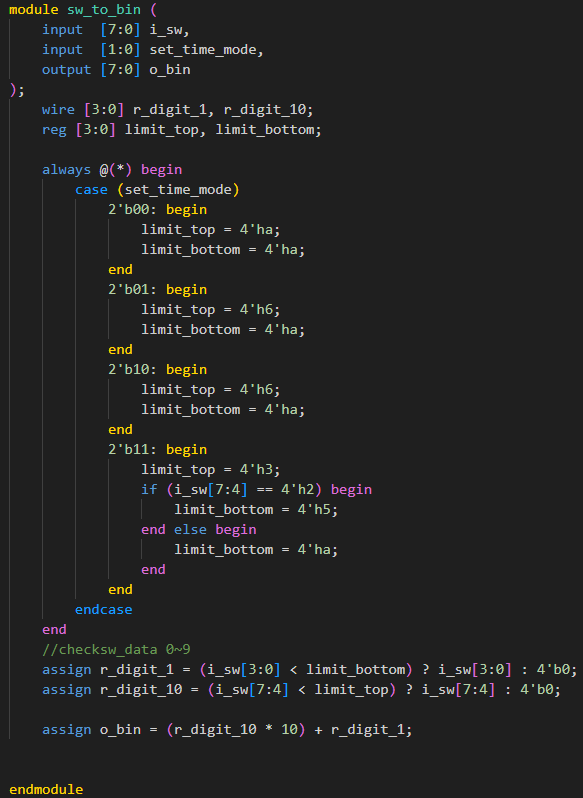 module sw_to_bin (
    input  [7:0] i_sw,
    input  [1:0] set_time_mode,
    output [7:0] o_bin
);
    wire [3:0] r_digit_1, r_digit_10;
    reg [3:0] limit_top, limit_bottom;

    always @(*) begin
        case (set_time_mode)
            2'b00: begin
                limit_top = 4'ha;
                limit_bottom = 4'ha;
            end
            2'b01: begin
                limit_top = 4'h6;
                limit_bottom = 4'ha;
            end
            2'b10: begin
                limit_top = 4'h6;
                limit_bottom = 4'ha;
            end
            2'b11: begin
                limit_top = 4'h3;
                if (i_sw[7:4] == 4'h2) begin
                    limit_bottom = 4'h5;
                end else begin
                    limit_bottom = 4'ha;
                end
            end
        endcase
    end
    //checksw_data 0~9
    assign r_digit_1 = (i_sw[3:0] < limit_bottom) ? i_sw[3:0] : 4'b0;
    assign r_digit_10 = (i_sw[7:4] < limit_top) ? i_sw[7:4] : 4'b0;

    assign o_bin = (r_digit_10 * 10) + r_digit_1;


endmodule